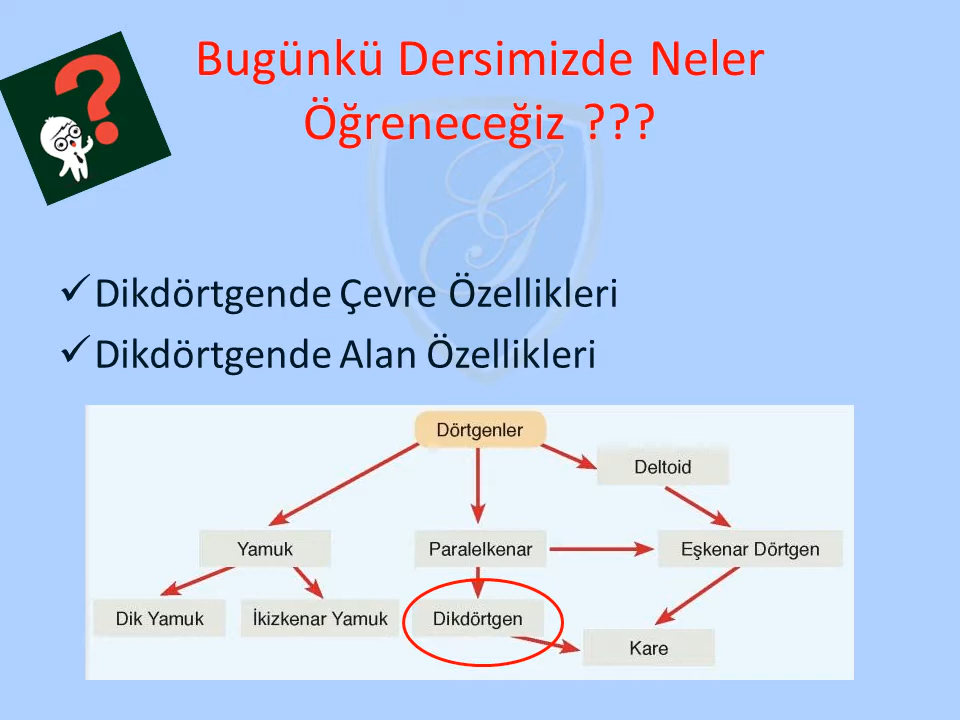 Bugünkü Dersimizde Neler
Öğreneceğiz ???
✓ Dikdörtgende Çevre Özellikleri
✓ Dikdörtgende Alan Özellikleri
Dörtgenler
Deltoid
Yamuk
Paralelkenar
Eşkenar Dörtgen
Dik Yamuk
İkizkenar Yamuk
Dikdörtgen
Kare